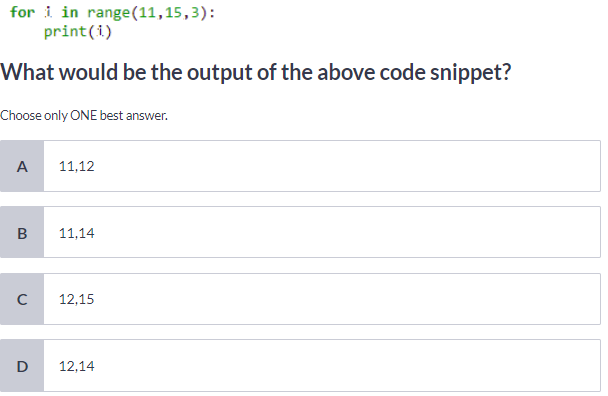 for i in range(11,15,3):
    print(i)
What would be the output of the above code snippet?
Choose only ONE best answer.
A 11,12
B 11,14
C 12,15
D 12,14